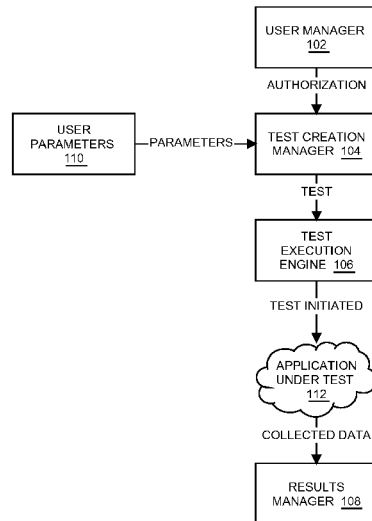 USER MANAGER
102
AUTHORIZATION
USER
PARAMETERS
110
PARAMETERS
TEST CREATION
MANAGER 104
TEST
TEST
EXECUTION
ENGINE 106
TEST INITIATED
APPLICATION
UNDER TEST
112
COLLECTED DATA
RESULTS
MANAGER 108